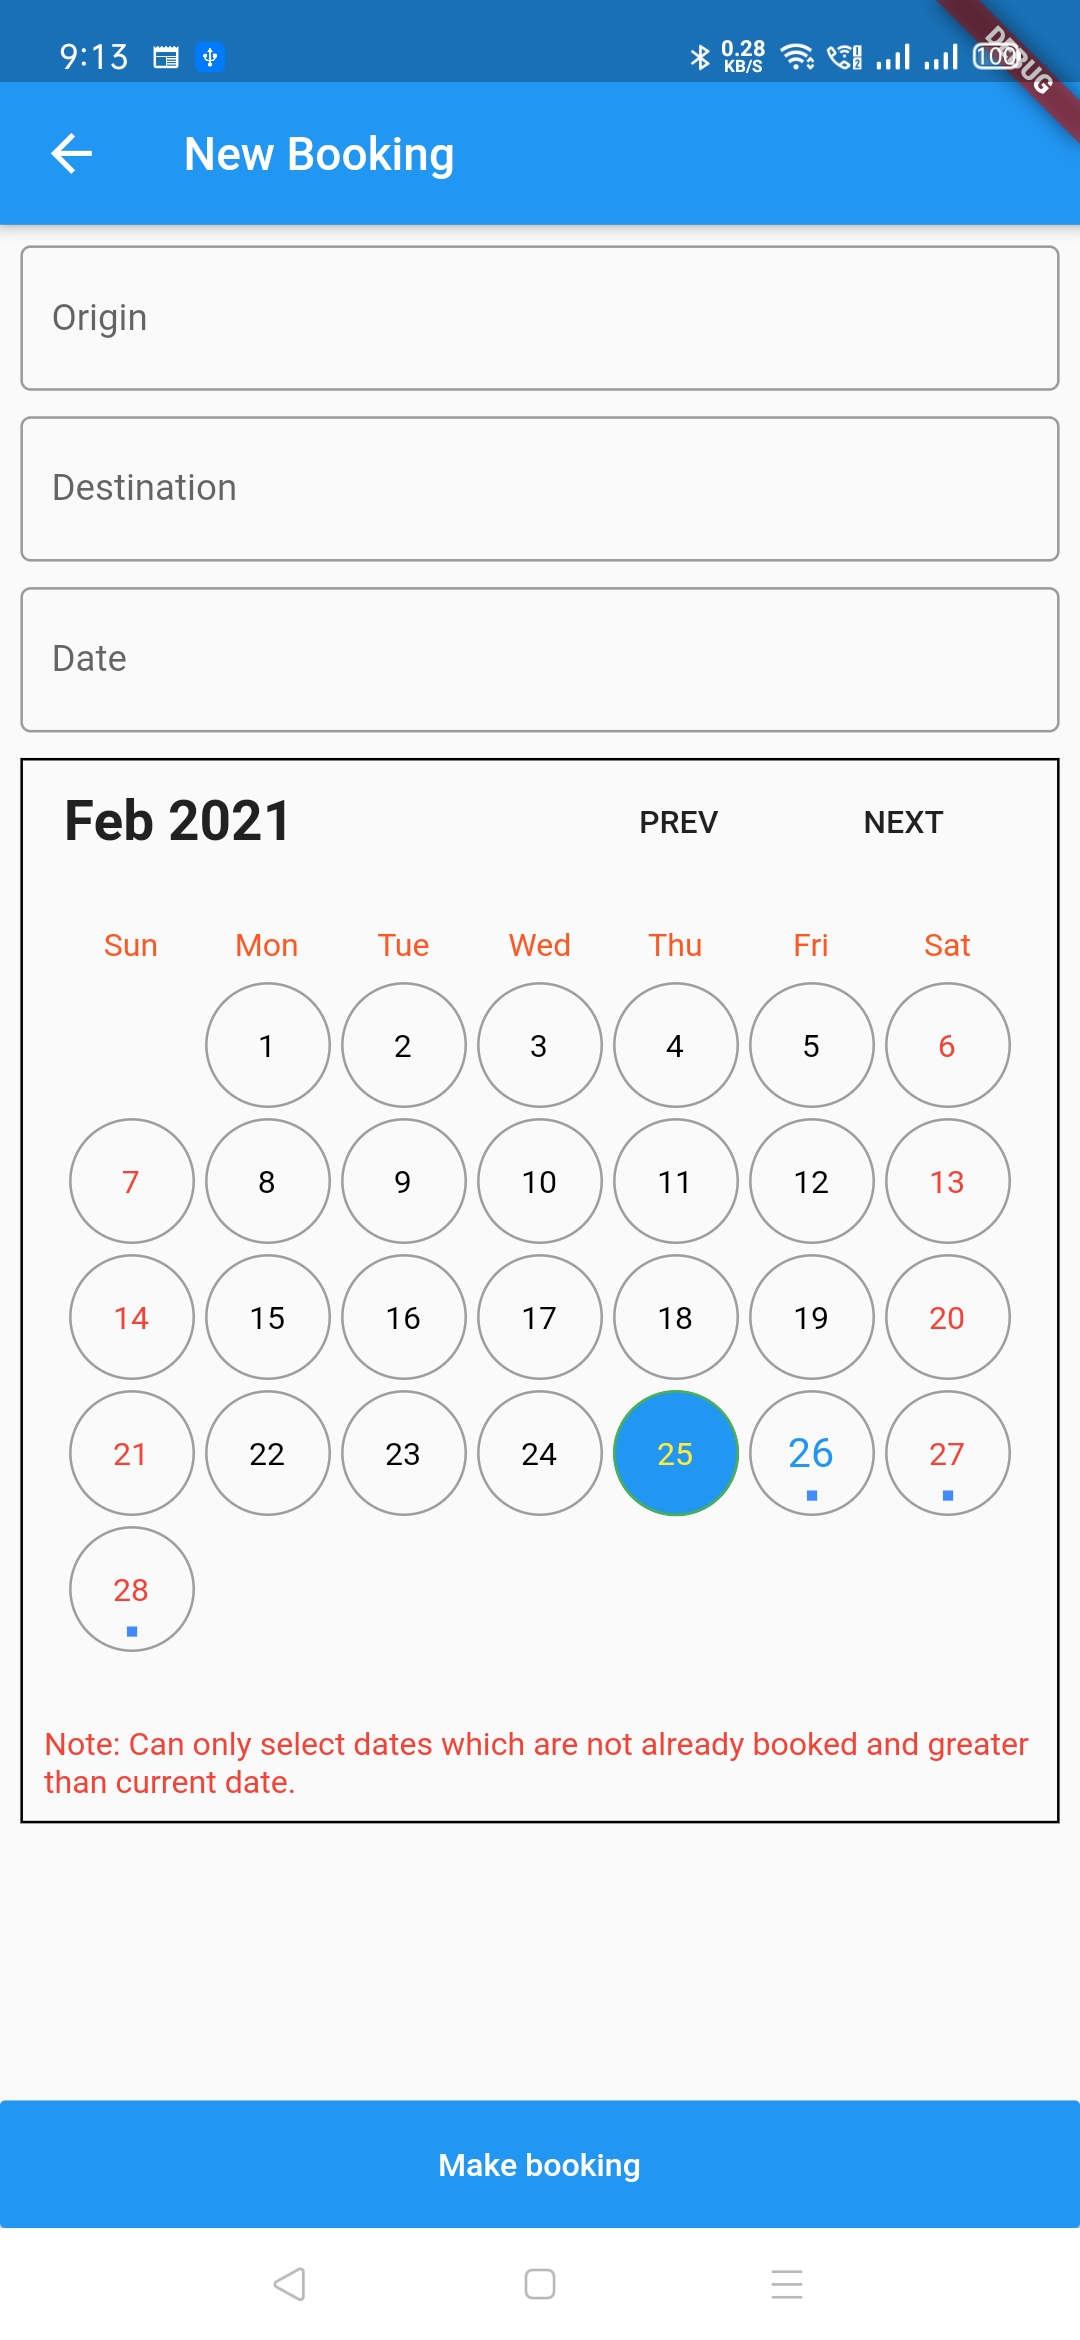 9:13 0.28 KB/S 100
DEBUG
New Booking
Origin
Destination
Date
Feb 2021 PREV NEXT
Sun Mon Tue Wed Thu Fri Sat
1 2 3 4 5 6
7 8 9 10 11 12 13
14 15 16 17 18 19 20
21 22 23 24 25 26 27
28
Note: Can only select dates which are not already booked and greater
than current date.
Make booking